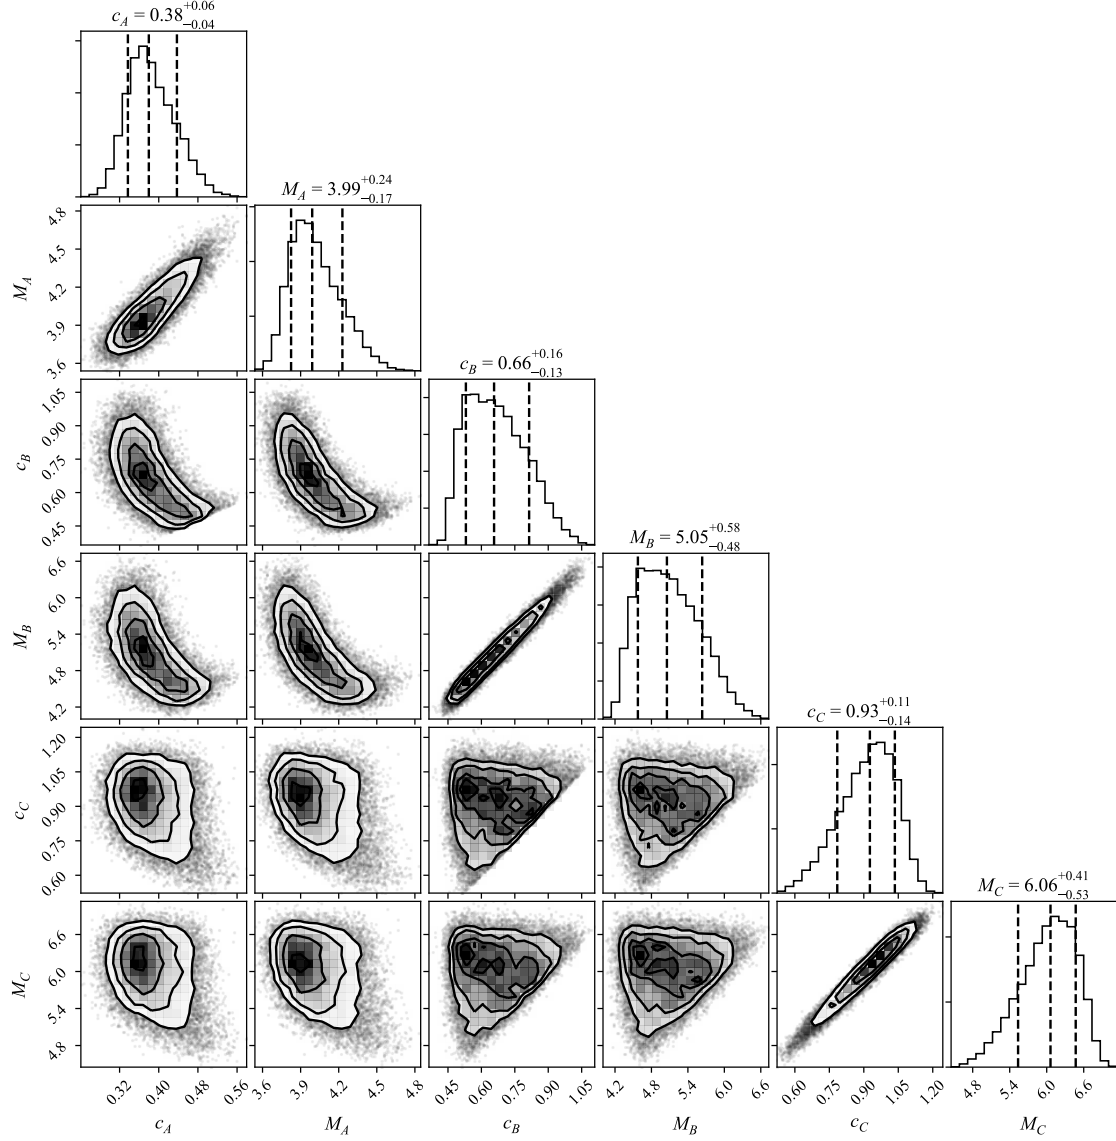 c_A = 0.38^{+0.06}_{−0.04}
M_A = 3.99^{+0.24}_{−0.17}
4.8
4.5
4.2
3.9
3.6
M_A
c_B = 0.66^{+0.16}_{−0.13}
1.05
0.90
0.75
0.60
0.45
c_B
M_B = 5.05^{+0.58}_{−0.48}
6.6
6.0
5.4
4.8
4.2
M_B
c_C = 0.93^{+0.11}_{−0.14}
1.20
1.05
0.90
0.75
0.60
c_C
M_C = 6.06^{+0.41}_{−0.53}
6.6
6.0
5.4
4.8
M_C
0.32 0.40 0.48 0.56 3.6 3.9 4.2 4.5 4.8 0.45 0.60 0.75 0.90 1.05 4.2 4.8 5.4 6.0 6.6 0.60 0.75 0.90 1.05 1.20 4.8 5.4 6.0 6.6
c_A M_A c_B M_B c_C M_C